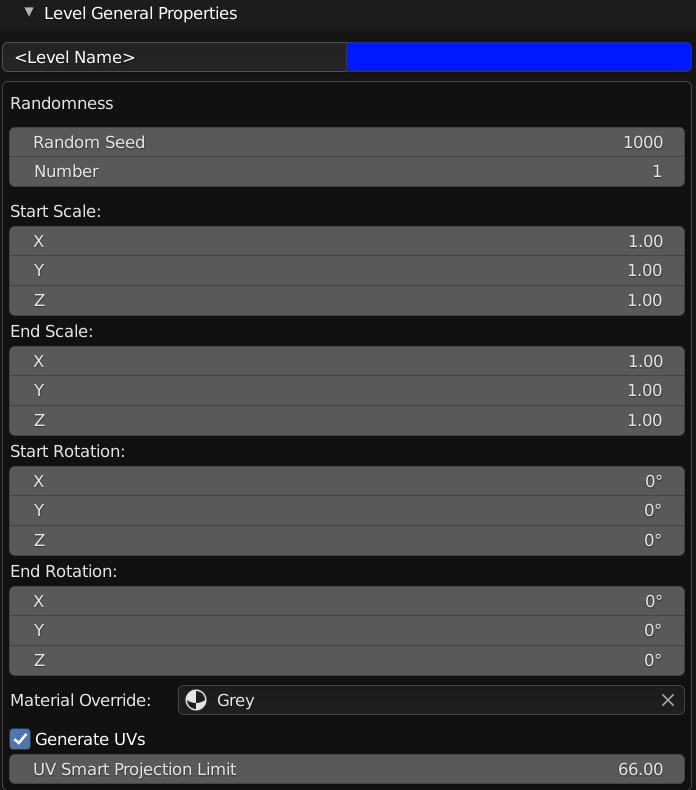 Level General Properties
<Level Name>
Randomness
Random Seed 1000
Number 1
Start Scale:
X 1.00
Y 1.00
Z 1.00
End Scale:
X 1.00
Y 1.00
Z 1.00
Start Rotation:
X 0°
Y 0°
Z 0°
End Rotation:
X 0°
Y 0°
Z 0°
Material Override: Grey
Generate UVs
UV Smart Projection Limit 66.00